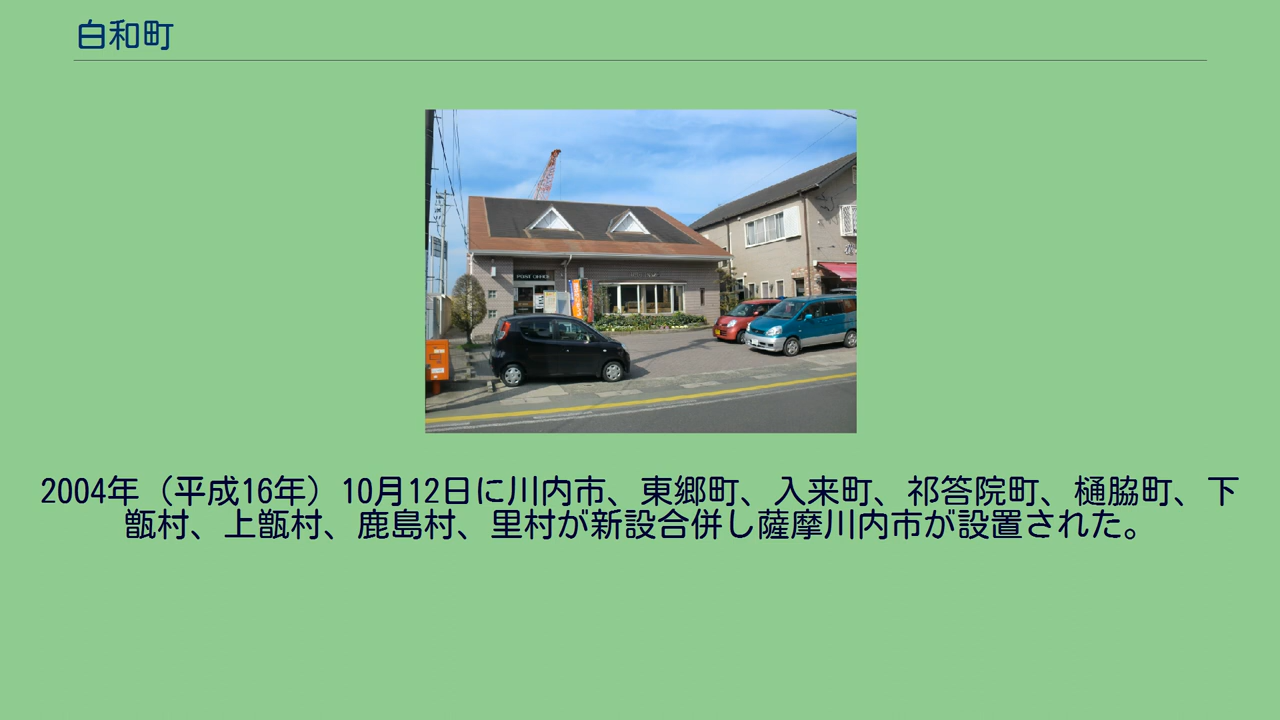 白和町
POST OFFICE
2004年（平成16年）10月12日に川内市、東郷町、入来町、祁答院町、樋脇町、下
甑村、上甑村、鹿島村、里村が新設合併し薩摩川内市が設置された。